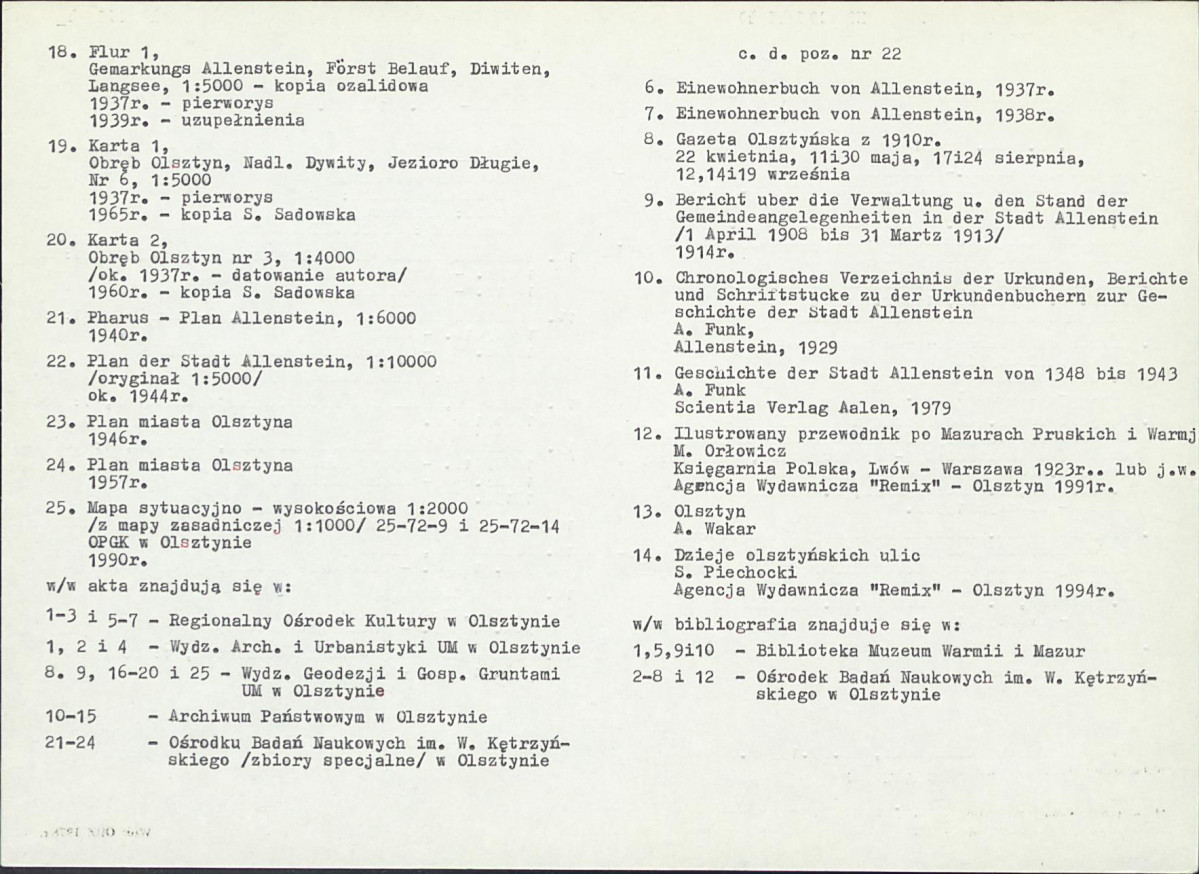 18. Flur 1,
Gemarkungs Allenstein, Först Belauf, Diwiten,
Langsee, 1:5000 - kopia ozalidowa
1937r. - pierworys
1939r. - uzupełnienia
19. Karta 1,
Obręb Olsztyn, Nadl. Dywity, Jezioro Długie,
Nr 6, 1:5000
1937r. - pierworys
1965r. - kopia S. Sadowska
20. Karta 2,
Obręb Olsztyn nr 3, 1:4000
/ok. 1937r. - datowanie autora/
1960r. - kopia S. Sadowska
21. Pharus - Plan Allenstein, 1:6000
1940r.
22. Plan der Stadt Allenstein, 1:10000
/oryginał 1:5000/
ok. 1944r.
23. Plan miasta Olsztyna
1946r.
24. Plan miasta Olsztyna
1957r.
25. Mapa sytuacyjno - wysokościowa 1:2000
/z mapy zasadniczej 1:1000/ 25-72-9 i 25-72-14
OPGK w Olsztynie
1990r.
w/w akta znajdują się w:
1-3 i 5-7 - Regionalny Ośrodek Kultury w Olsztynie
1, 2 i 4 - Wydz. Arch. i Urbanistyki UM w Olsztynie
8. 9, 16-20 i 25 - Wydz. Geodezji i Gosp. Gruntami
UM w Olsztynie
10-15 - Archiwum Państwowym w Olsztynie
21-24 - Ośrodku Badań Naukowych im. W. Kętrzyń-
skiego /zbiory specjalne/ w Olsztynie
c. d. poz. nr 22
6. Einewohnerbuch von Allenstein, 1937r.
7. Einewohnerbuch von Allenstein, 1938r.
8. Gazeta Olsztyńska z 1910r.
22 kwietnia, 11i30 maja, 17i24 sierpnia,
12,14i19 września
9. Bericht uber die Verwaltung u. den Stand der
Gemeindeangelegenheiten in der Stadt Allenstein
/1 April 1908 bis 31 Martz 1913/
1914r.
10. Chronologisches Verzeichnis der Urkunden, Berichte
und Schriftstucke zu der Urkundenbuchern zur Ge-
schichte der Stadt Allenstein
A. Funk,
Allenstein, 1929
11. Geschichte der Stadt Allenstein von 1348 bis 1943
A. Funk
Scientia Verlag Aalen, 1979
12. Ilustrowany przewodnik po Mazurach Pruskich i Warmj
M. Orłowicz
Księgarnia Polska, Lwów - Warszawa 1923r.. lub j.w.
Agencja Wydawnicza "Remix" - Olsztyn 1991r.
13. Olsztyn
A. Wakar
14. Dzieje olsztyńskich ulic
S. Piechocki
Agencja Wydawnicza "Remix" - Olsztyn 1994r.
w/w bibliografia znajduje się w:
1,5,9i10 - Biblioteka Muzeum Warmii i Mazur
2-8 i 12 - Ośrodek Badań Naukowych im. W. Kętrzyń-
skiego w Olsztynie